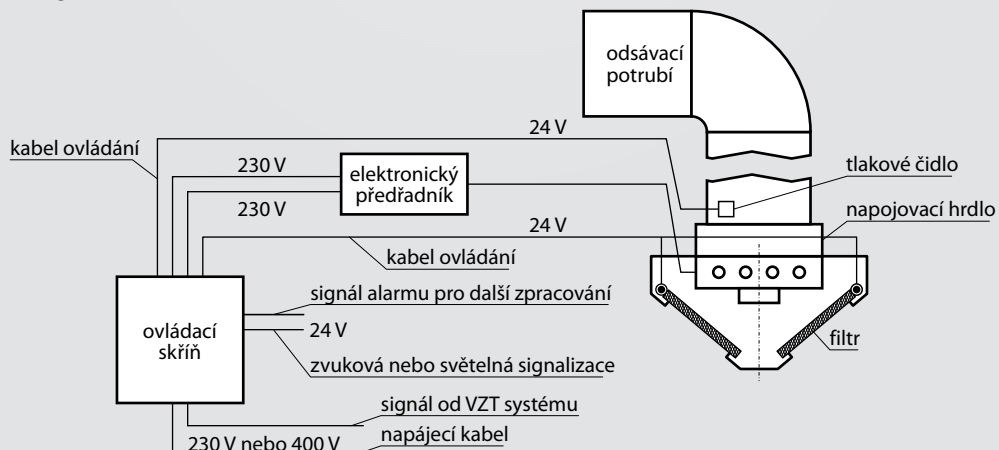 odsávací
potrubí
24 V
kabel ovládání
230 V
elektronický
předřadník
tlakové čidlo
230 V
napojovací hrdlo
24 V
kabel ovládání
signál alarmu pro další zpracování
ovládací
skříň
24 V
filtr
zvuková nebo světelná signalizace
signál od VZT systému
230 V nebo 400 V
napájecí kabel